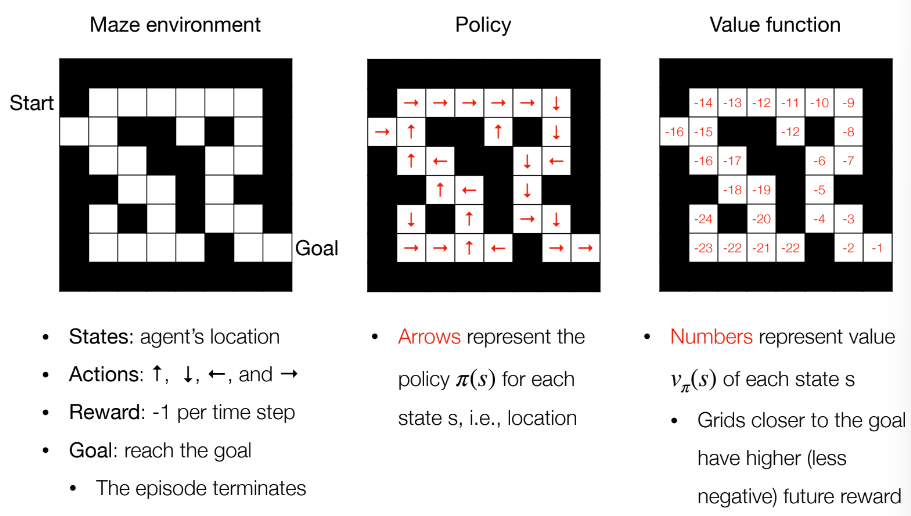 Maze environment
Policy
Value function
Start
Goal
→ → → → → ↓
→ ↑ ↑ ↓
↑ ← ↓ ←
↑ ← ↓
↓ ↑ → ↓
→ → ↑ ← → →
-14 -13 -12 -11 -10 -9
-16 -15 -12 -8
-16 -17 -6 -7
-18 -19 -5
-24 -20 -4 -3
-23 -22 -21 -22 -2 -1
• States: agent's location
• Actions: ↑, ↓, ←, and →
• Reward: -1 per time step
• Goal: reach the goal
• The episode terminates
• Arrows represent the
policy π(s) for each
state s, i.e., location
• Numbers represent value
vπ(s) of each state s
• Grids closer to the goal
have higher (less
negative) future reward